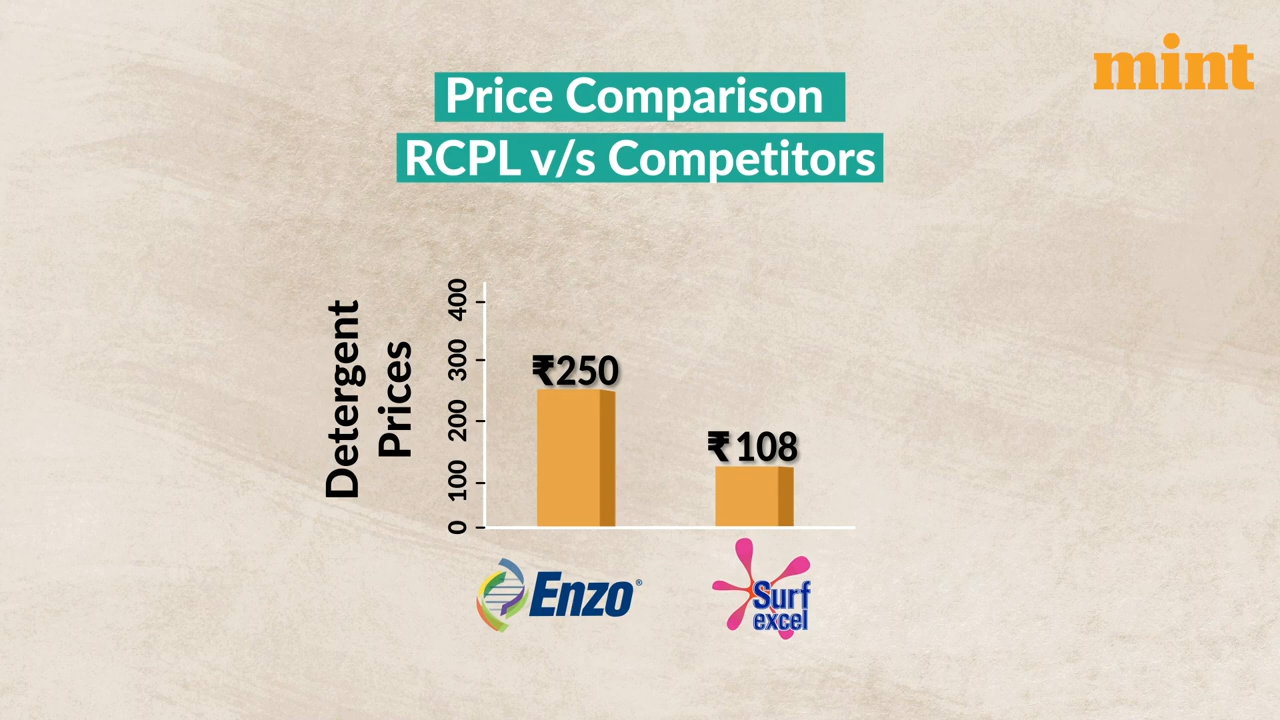 mint
Price Comparison
RCPL v/s Competitors
Detergent
Prices
400
300
200
100
0
₹250
₹108
Enzo®
Surf
excel